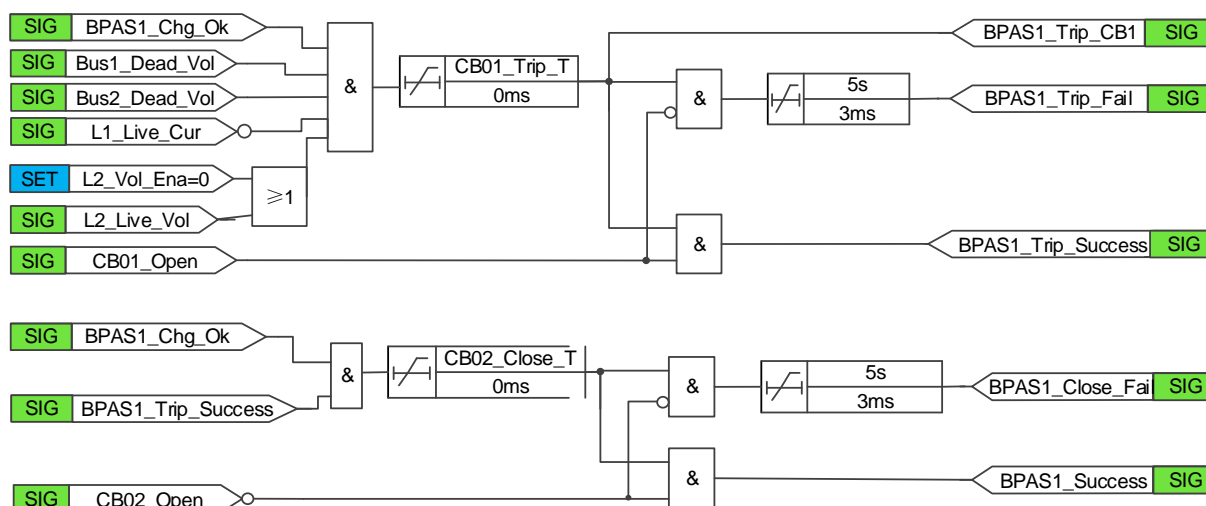 SIG BPAS1_Chg_Ok
SIG Bus1_Dead_Vol
SIG Bus2_Dead_Vol
SIG L1_Live_Cur
SET L2_Vol_Ena=0
SIG L2_Live_Vol
SIG CB01_Open
≥1
&
CB01_Trip_T
0ms
&
5s
3ms
&
BPAS1_Trip_CB1 SIG
BPAS1_Trip_Fail SIG
BPAS1_Trip_Success SIG
SIG BPAS1_Chg_Ok
SIG BPAS1_Trip_Success
SIG CB02_Open
&
CB02_Close_T
0ms
&
5s
3ms
&
BPAS1_Close_Fail SIG
BPAS1_Success SIG